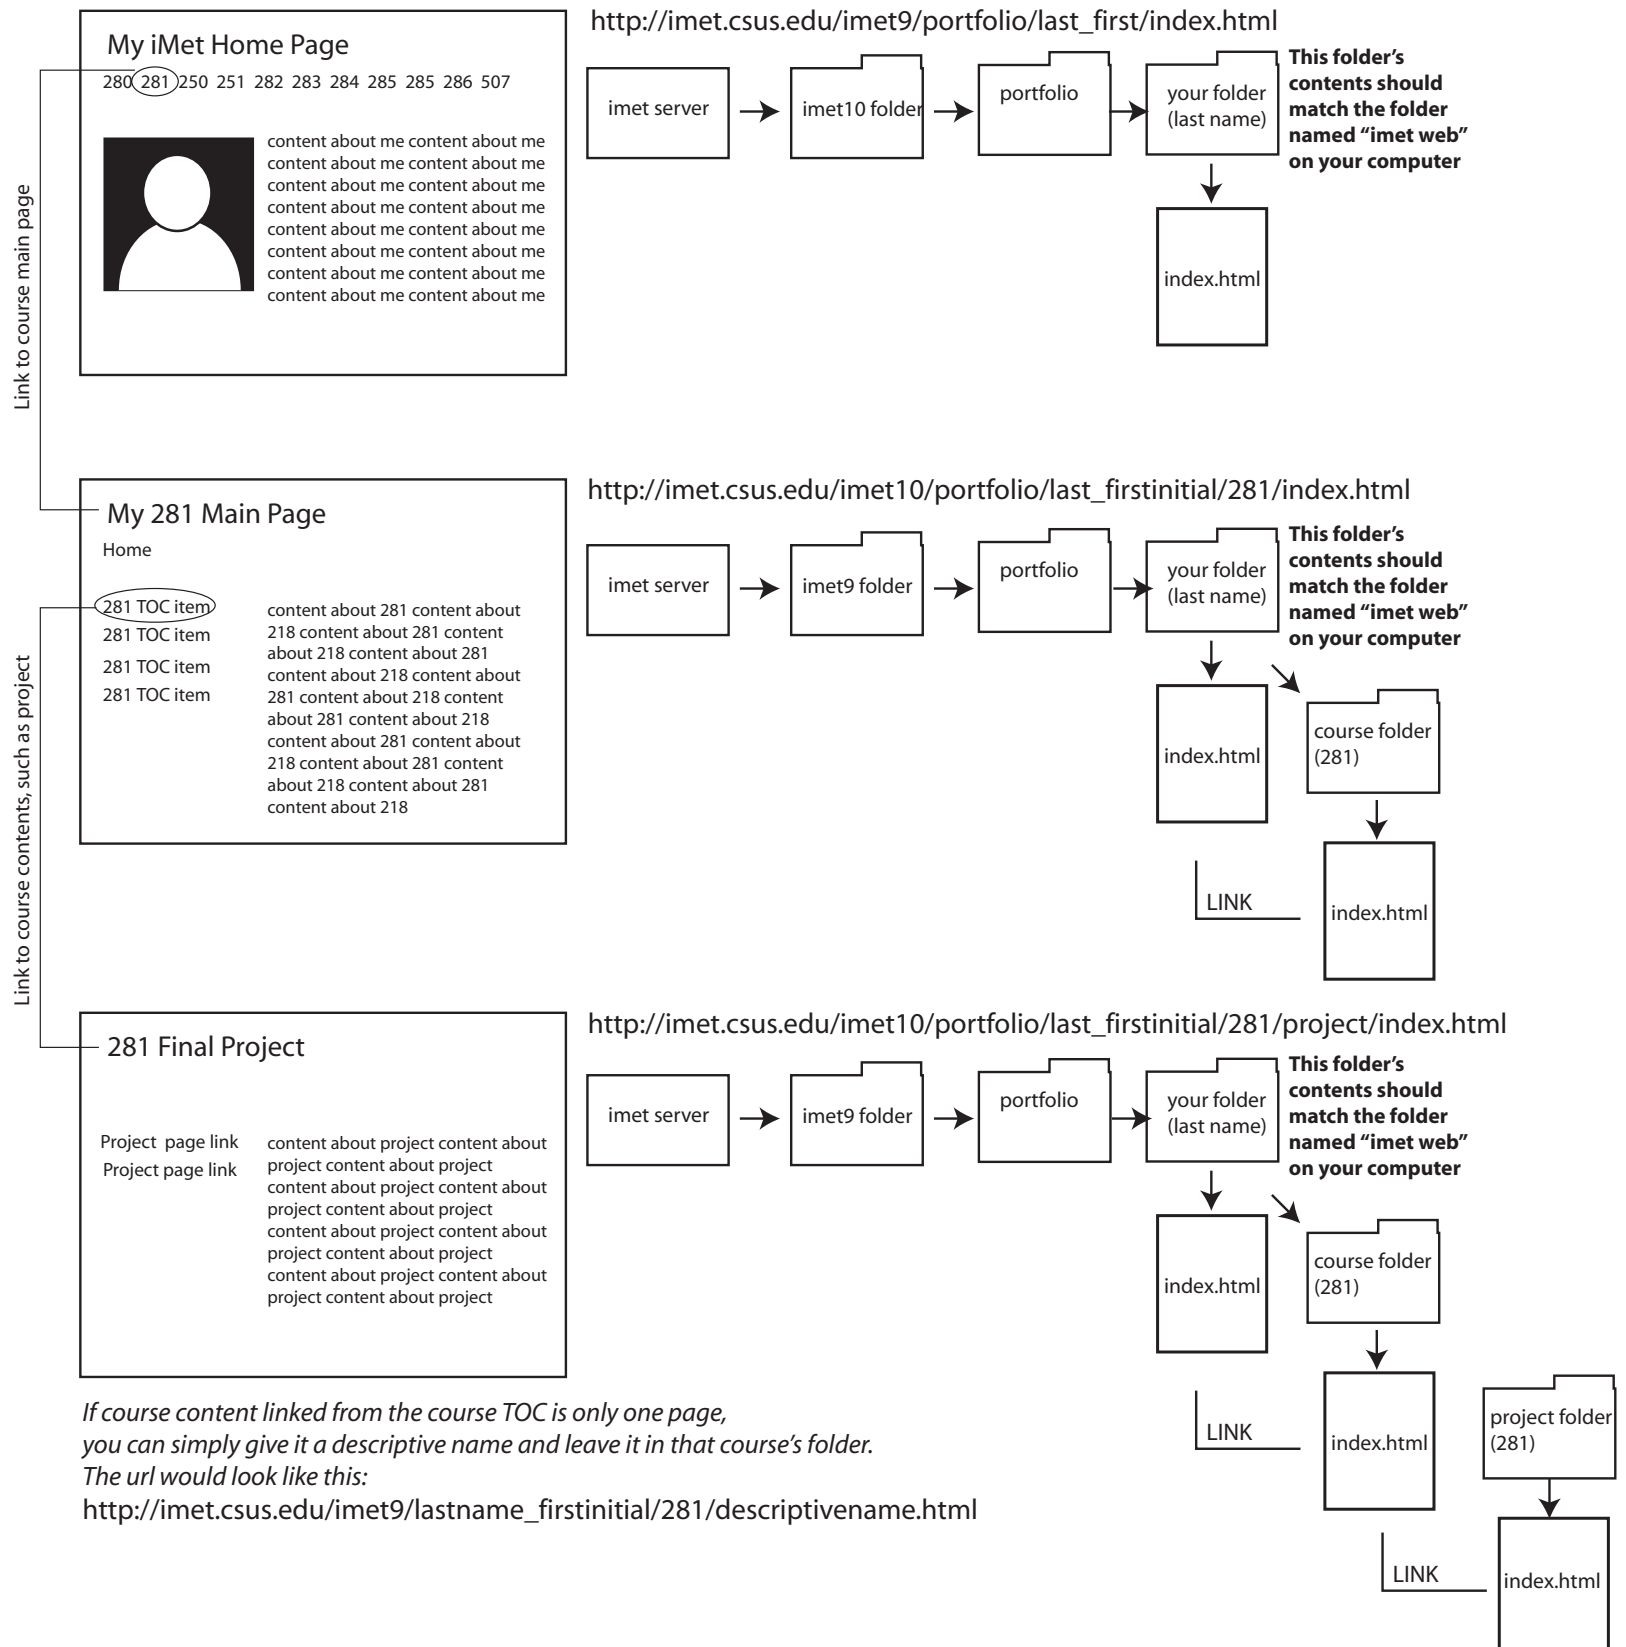 My iMet Home Page
280 281 250 251 282 283 284 285 285 286 507
content about me content about me
content about me content about me
content about me content about me
content about me content about me
content about me content about me
content about me content about me
content about me content about me
content about me content about me
Link to course main page
http://imet.csus.edu/imet9/portfolio/last_first/index.html
imet server
imet10 folder
portfolio
your folder
(last name)
This folder’s
contents should
match the folder
named “imet web”
on your computer
index.html
My 281 Main Page
Home
281 TOC item
281 TOC item
281 TOC item
281 TOC item
content about 281 content about
218 content about 281 content
about 218 content about 281
content about 218 content about
281 content about 218 content
about 281 content about 218
content about 281 content about
218 content about 281 content
about 218 content about 281
content about 218
Link to course contents, such as project
http://imet.csus.edu/imet10/portfolio/last_firstinitial/281/index.html
imet server
imet9 folder
portfolio
your folder
(last name)
This folder’s
contents should
match the folder
named “imet web”
on your computer
index.html
course folder
(281)
LINK
index.html
281 Final Project
Project page link
Project page link
content about project content about
project content about project
content about project content about
project content about project
content about project content about
project content about project
content about project content about
project content about project
http://imet.csus.edu/imet10/portfolio/last_firstinitial/281/project/index.html
imet server
imet9 folder
portfolio
your folder
(last name)
This folder’s
contents should
match the folder
named “imet web”
on your computer
index.html
course folder
(281)
LINK
index.html
project folder
(281)
LINK
index.html
If course content linked from the course TOC is only one page,
you can simply give it a descriptive name and leave it in that course’s folder.
The url would look like this:
http://imet.csus.edu/imet9/lastname_firstinitial/281/descriptivename.html